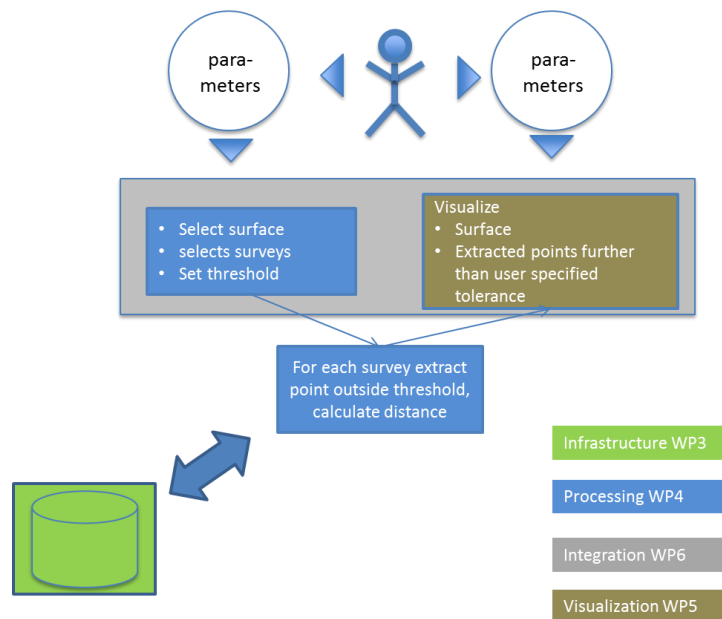 para-
meters
para-
meters
• Select surface
• selects surveys
• Set threshold
Visualize
• Surface
• Extracted points further
than user specified
tolerance
For each survey extract
point outside threshold,
calculate distance
Infrastructure WP3
Processing WP4
Integration WP6
Visualization WP5